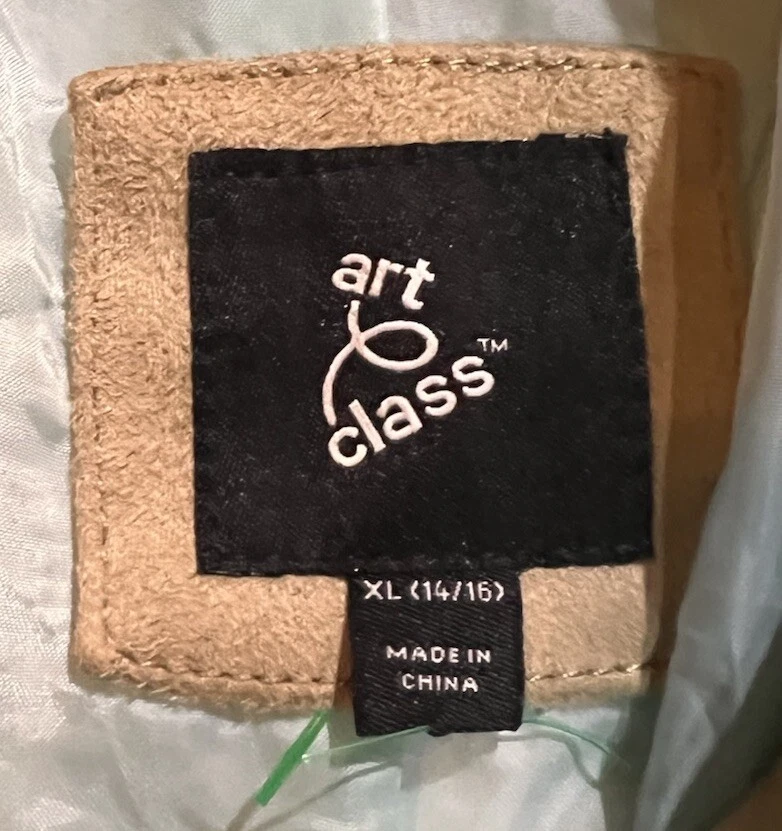 art
class™
XL (14/16)
MADE IN
CHINA